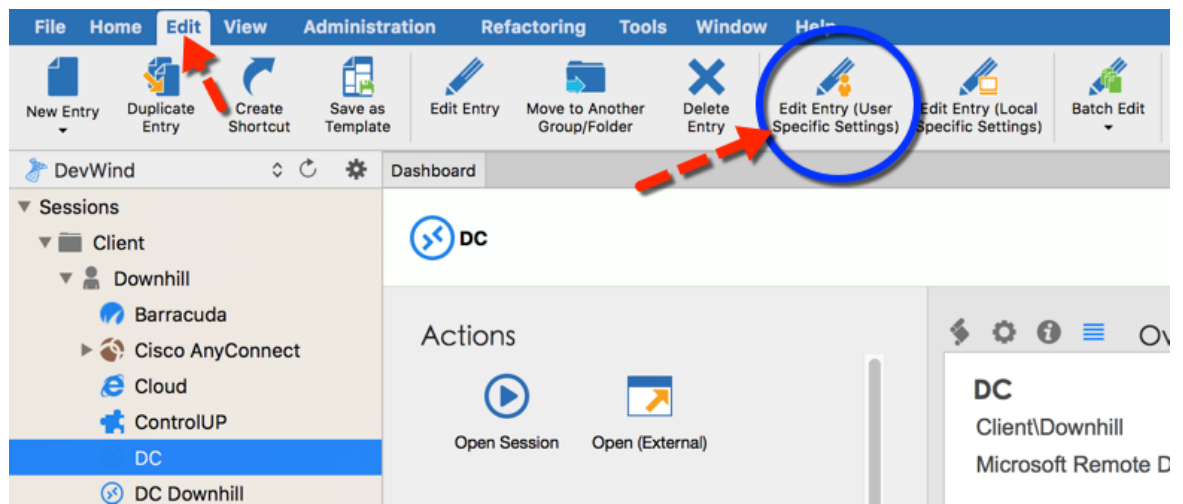 File Home Edit View Administration Refactoring Tools Window Help
New Entry
Duplicate
Entry
Create
Shortcut
Save as
Template
Edit Entry
Move to Another
Group/Folder
Delete
Entry
Edit Entry (User
Specific Settings)
Edit Entry (Local
Specific Settings)
Batch Edit
DevWind
Dashboard
Sessions
Client
Downhill
Barracuda
Cisco AnyConnect
Cloud
ControlUP
DC
DC Downhill
DC
Actions
Open Session
Open (External)
Ov
DC
Client\Downhill
Microsoft Remote D